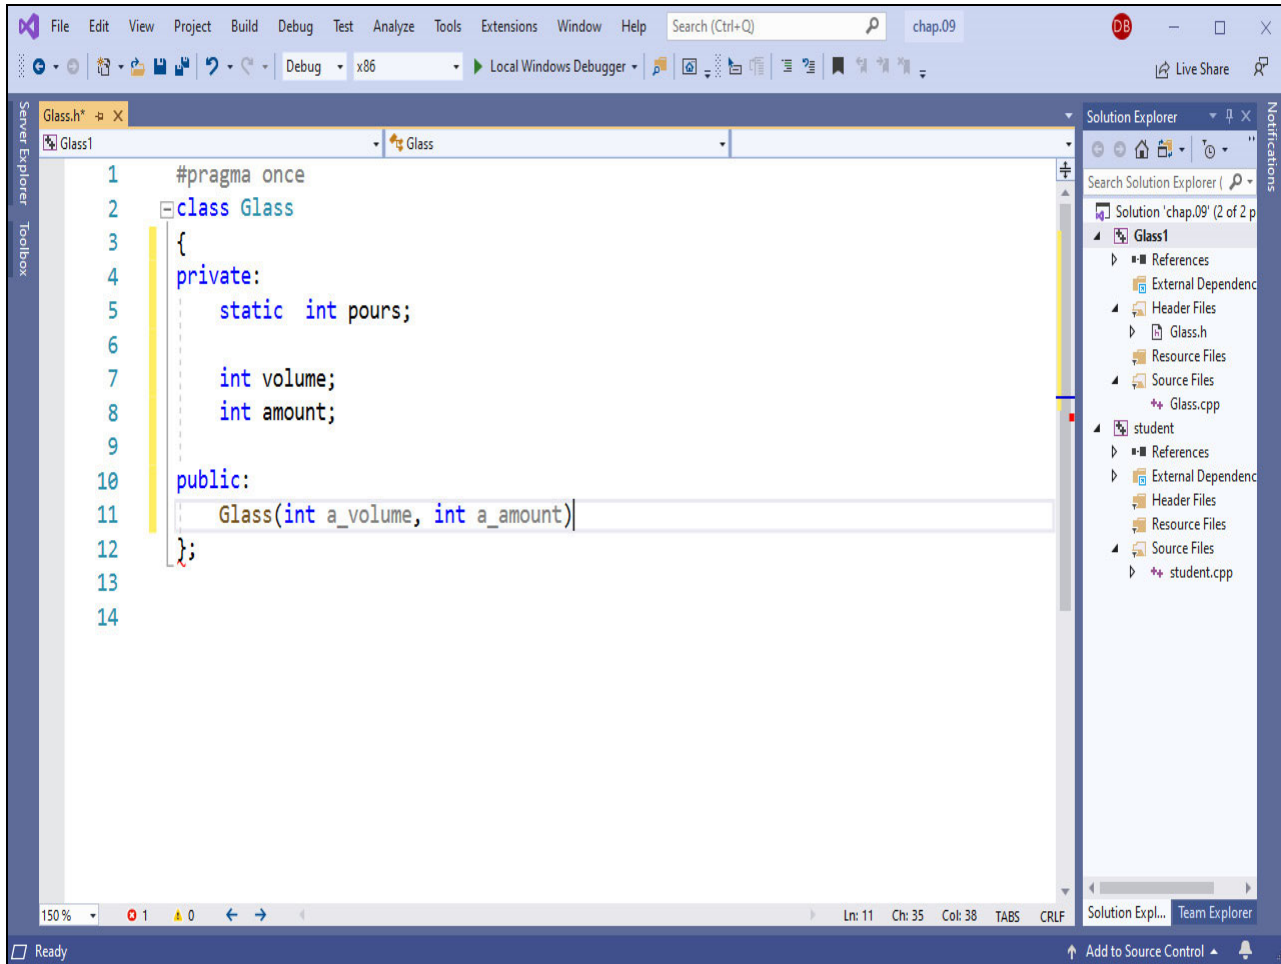 File Edit View Project Build Debug Test Analyze Tools Extensions Window Help Search (Ctrl+Q) chap.09 DB
Debug x86 Local Windows Debugger Live Share
Server Explorer
Toolbox
Glass.h*
Glass1 Glass
1 #pragma once
2 class Glass
3 {
4 private:
5 static  int pours;
6
7 int volume;
8 int amount;
9
10 public:
11 Glass(int a_volume, int a_amount)
12 };
13
14
150 % 1 0 Ln: 11 Ch: 35 Col: 38 TABS CRLF
Solution Explorer
Search Solution Explorer (
Solution 'chap.09' (2 of 2 p
Glass1
References
External Dependenc
Header Files
Glass.h
Resource Files
Source Files
++ Glass.cpp
student
References
External Dependenc
Header Files
Resource Files
Source Files
++ student.cpp
Solution Expl... Team Explorer
Notifications
Ready Add to Source Control